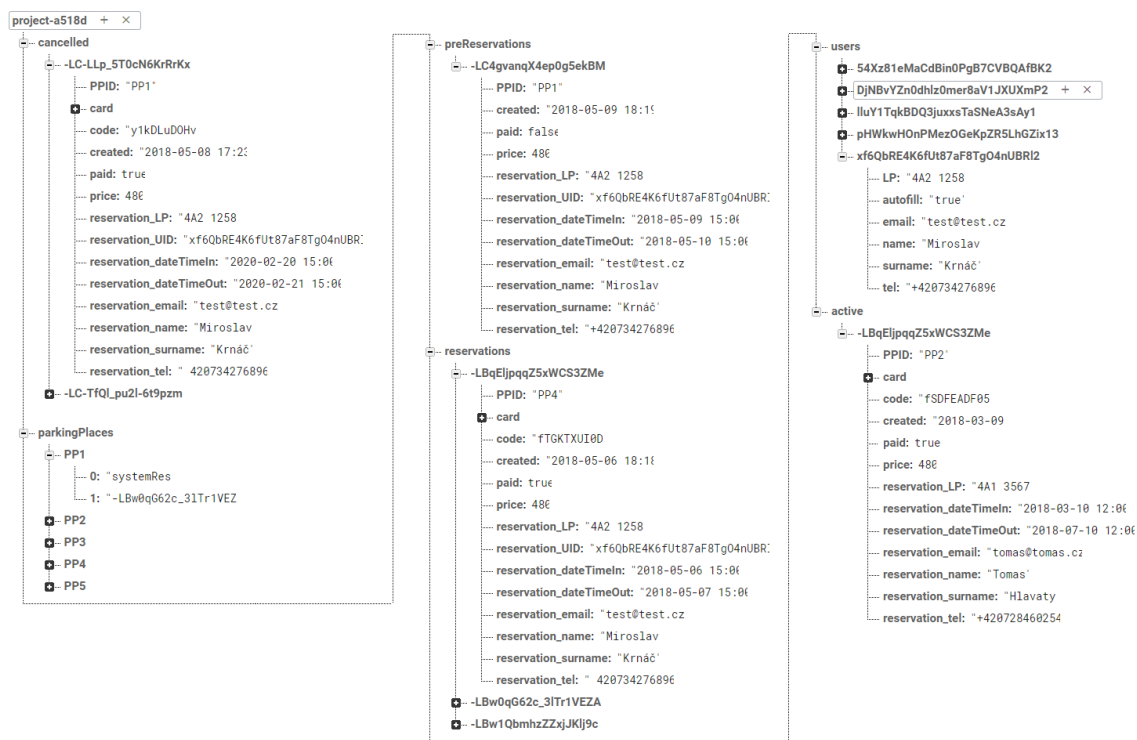 project-a518d + ×
cancelled
-LC-LLp_5T0cN6KrRrKx
PPID: "PP1"
card
code: "y1kDLuDOHv
created: "2018-05-08 17:23
paid: true
price: 480
reservation_LP: "4A2 1258
reservation_UID: "xf6QbRE4K6fUt87aF8TgO4nUBRI
reservation_dateTimeIn: "2020-02-20 15:00
reservation_dateTimeOut: "2020-02-21 15:00
reservation_email: "test@test.cz
reservation_name: "Miroslav
reservation_surname: "Krnáč"
reservation_tel: " 420734276896
-LC-TfQl_pu2l-6t9pzm
parkingPlaces
PP1
0: "systemRes
1: "-LBw0qG62c_3lTr1VEZ
PP2
PP3
PP4
PP5
preReservations
-LC4gvanqX4ep0g5ekBM
PPID: "PP1"
created: "2018-05-09 18:19
paid: false
price: 480
reservation_LP: "4A2 1258
reservation_UID: "xf6QbRE4K6fUt87aF8TgO4nUBRI
reservation_dateTimeIn: "2018-05-09 15:00
reservation_dateTimeOut: "2018-05-10 15:00
reservation_email: "test@test.cz
reservation_name: "Miroslav
reservation_surname: "Krnáč"
reservation_tel: "+420734276896
reservations
-LBqEljpqqZ5xWCS3ZMe
PPID: "PP4"
card
code: "fTGKTXUI0D
created: "2018-05-06 18:18
paid: true
price: 480
reservation_LP: "4A2 1258
reservation_UID: "xf6QbRE4K6fUt87aF8TgO4nUBRI
reservation_dateTimeIn: "2018-05-06 15:00
reservation_dateTimeOut: "2018-05-07 15:00
reservation_email: "test@test.cz
reservation_name: "Miroslav
reservation_surname: "Krnáč"
reservation_tel: " 420734276896
-LBw0qG62c_3lTr1VEZA
-LBw1QbmhzZZxjJKlj9c
users
54Xz81eMaCdBin0PgB7CVBQAfBK2
DjNBvYZn0dhlz0mer8aV1JXUXmP2 + ×
lluY1TqkBDQ3juxxsTaSNeA3sAy1
pHWkwHOnPMezOGeKpZR5LhGZix13
xf6QbRE4K6fUt87aF8TgO4nUBRl2
LP: "4A2 1258
autofill: "true"
email: "test@test.cz
name: "Miroslav
surname: "Krnáč"
tel: "+420734276896
active
-LBqEljpqqZ5xWCS3ZMe
PPID: "PP2"
card
code: "fSDFEADF05
created: "2018-03-09
paid: true
price: 480
reservation_LP: "4A1 3567
reservation_dateTimeIn: "2018-03-10 12:00
reservation_dateTimeOut: "2018-07-10 12:00
reservation_email: "tomas@tomas.cz
reservation_name: "Tomas"
reservation_surname: "Hlavaty
reservation_tel: "+420728460254